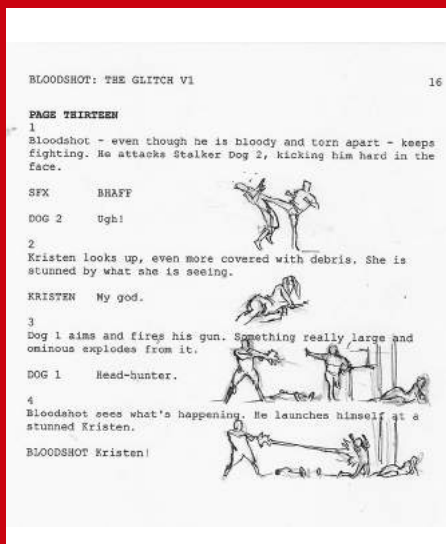 BLOODSHOT: THE GLITCH V1 16
PAGE THIRTEEN
1
Bloodshot - even though he is bloody and torn apart - keeps
fighting. He attacks Stalker Dog 2, kicking him hard in the
face.
SFX BHAFF
DOG 2 Ugh!
2
Kristen looks up, even more covered with debris. She is
stunned by what she is seeing.
KRISTEN My god.
3
Dog 1 aims and fires his gun. Something really large and
ominous explodes from it.
DOG 1 Head-hunter.
4
Bloodshot sees what's happening. He launches himself at a
stunned Kristen.
BLOODSHOT Kristen!